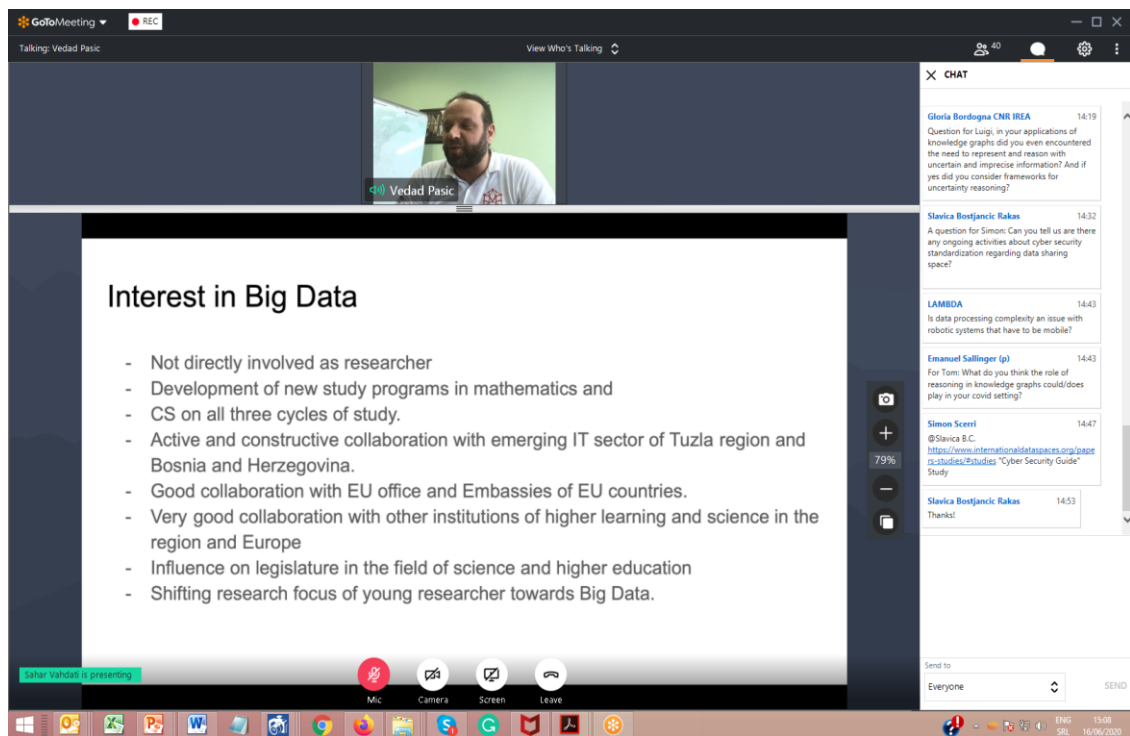 GoToMeeting
REC
Talking: Vedad Pasic
View Who's Talking
40
Vedad Pasic
Interest in Big Data
- Not directly involved as researcher
- Development of new study programs in mathematics and
- CS on all three cycles of study.
- Active and constructive collaboration with emerging IT sector of Tuzla region and
Bosnia and Herzegovina.
- Good collaboration with EU office and Embassies of EU countries.
- Very good collaboration with other institutions of higher learning and science in the
region and Europe
- Influence on legislature in the field of science and higher education
- Shifting research focus of young researcher towards Big Data.
79%
Sahar Vahdati is presenting
Mic
Camera
Screen
Leave
CHAT
Gloria Bordogna CNR IREA 14:19
Question for Luigi, in your applications of
knowledge graphs did you even encountered
the need to represent and reason with
uncertain and imprecise information? And if
yes did you consider frameworks for
uncertainty reasoning?
Slavica Bostjancic Rakas 14:32
A question for Simon: Can you tell us are there
any ongoing activities about cyber security
standardization regarding data sharing
space?
LAMBDA 14:43
Is data processing complexity an issue with
robotic systems that have to be mobile?
Emanuel Sallinger (p) 14:43
For Tom: What do you think the role of
reasoning in knowledge graphs could/does
play in your covid setting?
Simon Scerri 14:47
@Slavica B.C.
https://www.internationaldataspaces.org/pape
rs-studies/#studies "Cyber Security Guide"
Study
Slavica Bostjancic Rakas 14:53
Thanks!
Send to
Everyone
SEND
ENG 15:08
SRL 16/06/2020